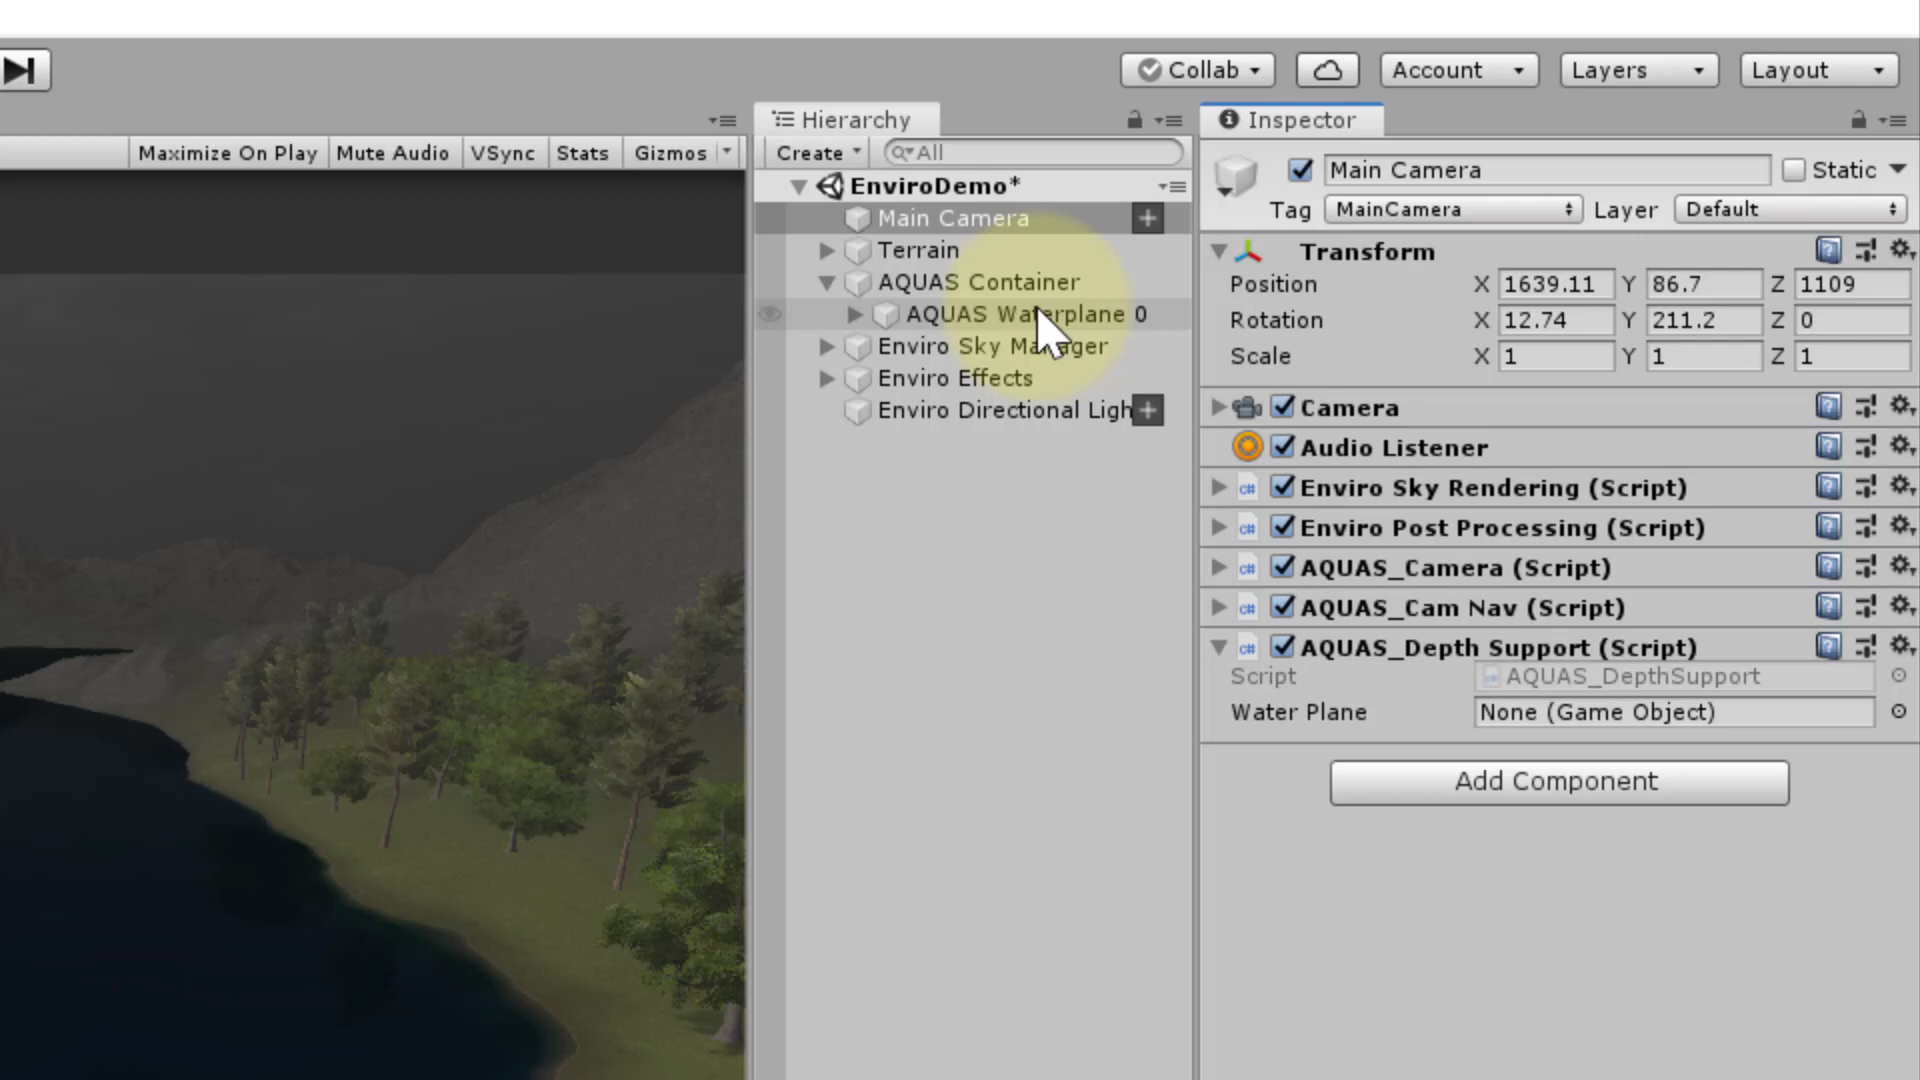 Collab
Account
Layers
Layout
Hierarchy
Inspector
Maximize On Play
Mute Audio
VSync
Stats
Gizmos
Create
All
EnviroDemo*
Main Camera
Terrain
AQUAS Container
AQUAS Waterplane 0
Enviro Sky Manager
Enviro Effects
Enviro Directional Ligh
Main Camera
Static
Tag MainCamera Layer Default
Transform
Position X 1639.11 Y 86.7 Z 1109
Rotation X 12.74 Y 211.2 Z 0
Scale X 1 Y 1 Z 1
Camera
Audio Listener
c# Enviro Sky Rendering (Script)
c# Enviro Post Processing (Script)
c# AQUAS_Camera (Script)
c# AQUAS_Cam Nav (Script)
c# AQUAS_Depth Support (Script)
Script AQUAS_DepthSupport
Water Plane None (Game Object)
Add Component